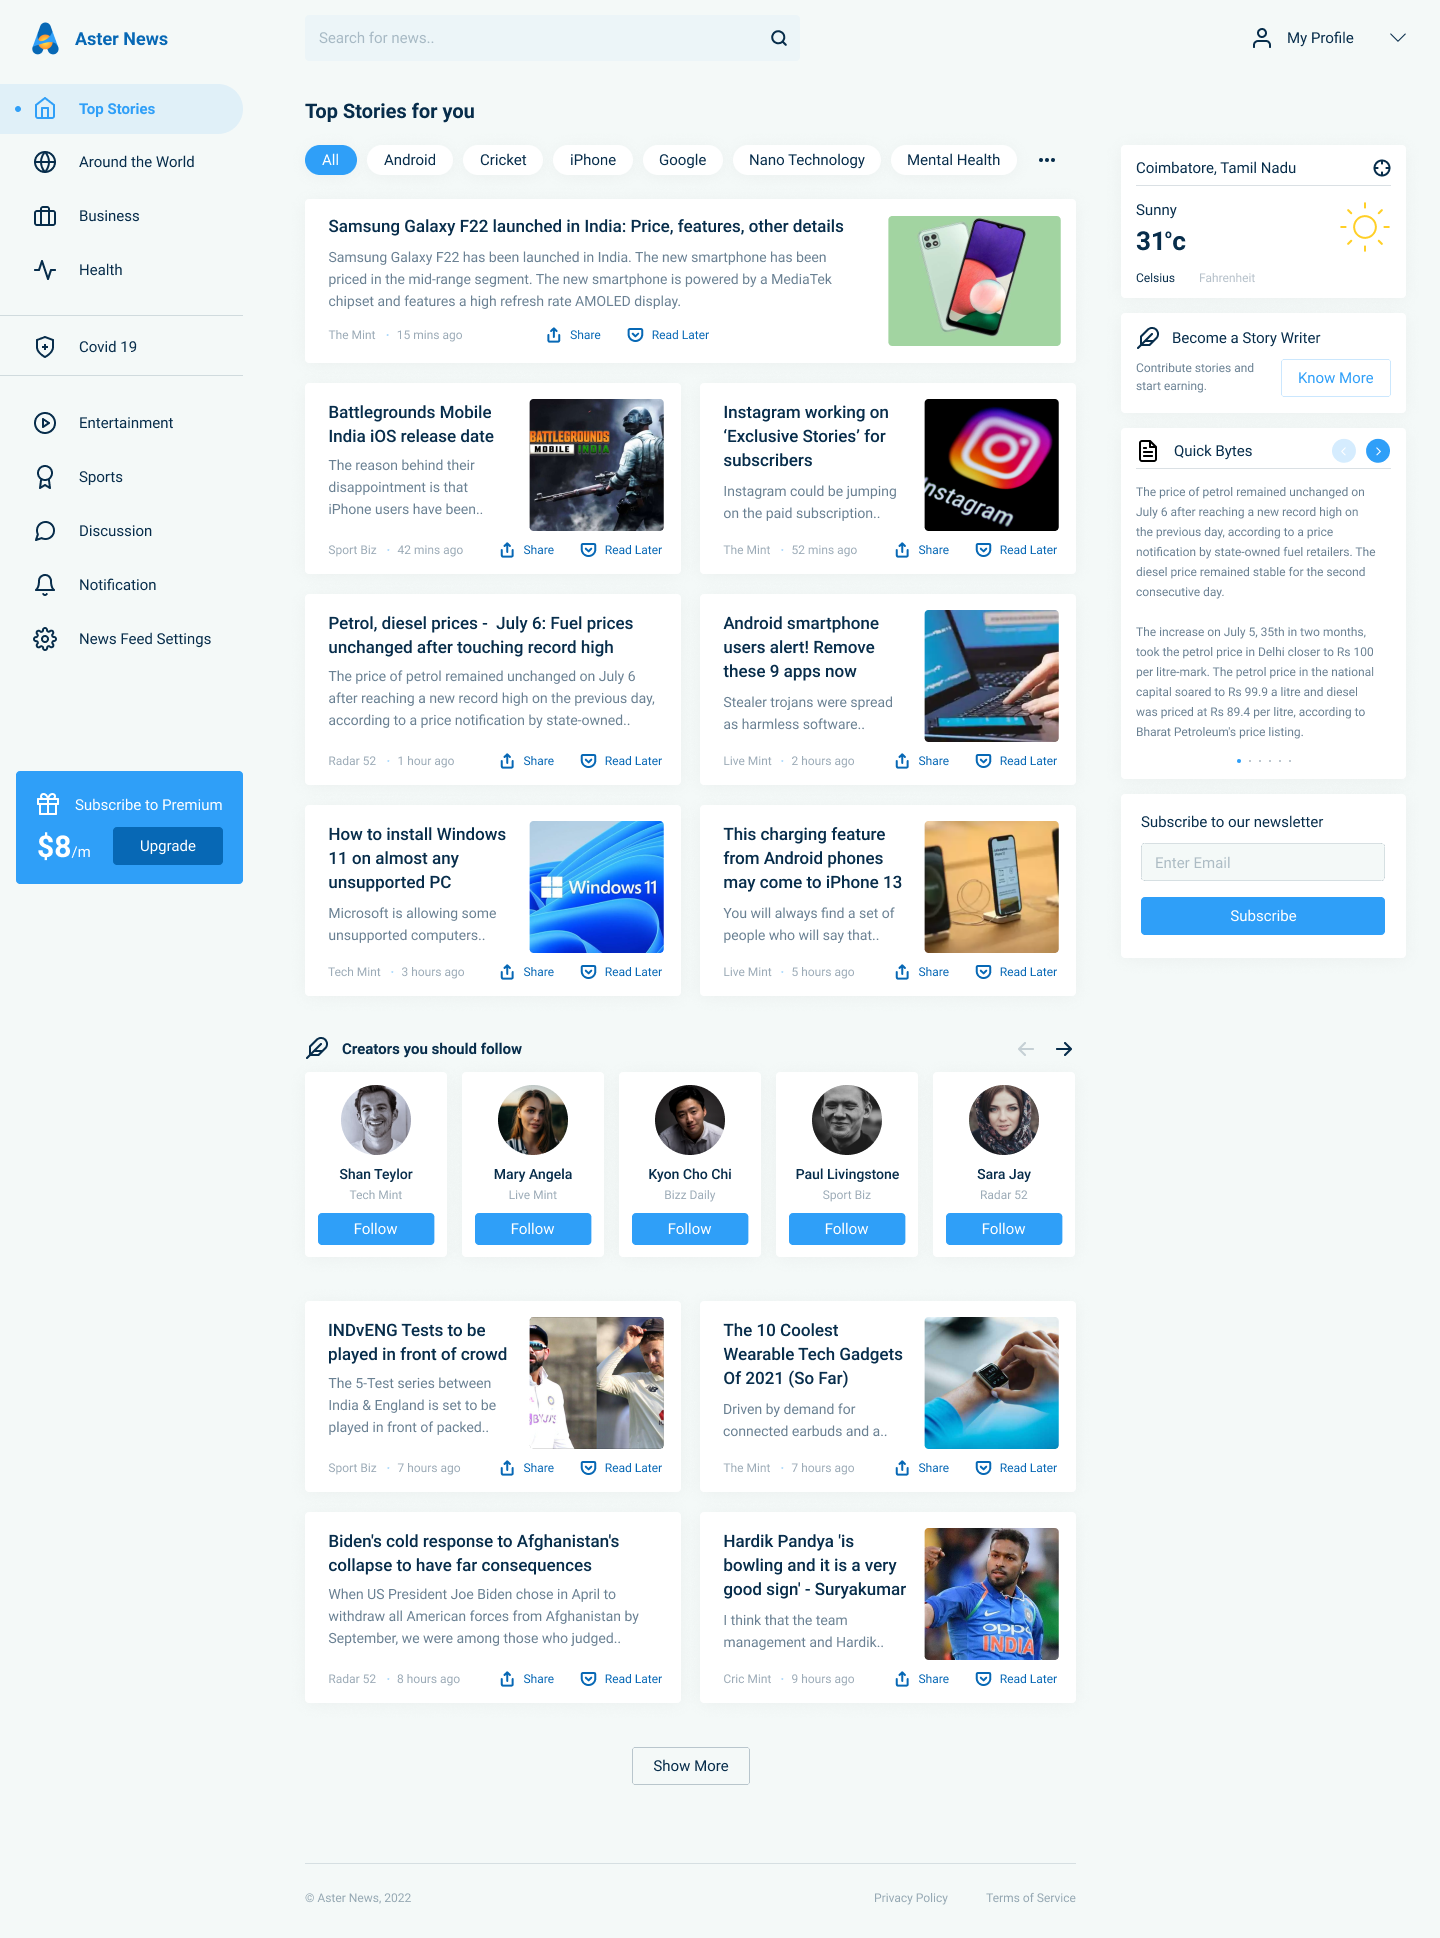 Aster News
Search for news..
My Profile
Top Stories
Around the World
Business
Health
Covid 19
Entertainment
Sports
Discussion
Notification
News Feed Settings
Subscribe to Premium
$8/m
Upgrade
Top Stories for you
All
Android
Cricket
iPhone
Google
Nano Technology
Mental Health
Samsung Galaxy F22 launched in India: Price, features, other details
Samsung Galaxy F22 has been launched in India. The new smartphone has been
priced in the mid-range segment. The new smartphone is powered by a MediaTek
chipset and features a high refresh rate AMOLED display.
The Mint · 15 mins ago
Share
Read Later
Battlegrounds Mobile
India iOS release date
The reason behind their
disappointment is that
iPhone users have been..
BATTLEGROUNDS
MOBILE INDIA
Sport Biz · 42 mins ago
Share
Read Later
Instagram working on
‘Exclusive Stories’ for
subscribers
Instagram could be jumping
on the paid subscription..
Instagram
The Mint · 52 mins ago
Share
Read Later
Petrol, diesel prices - July 6: Fuel prices
unchanged after touching record high
The price of petrol remained unchanged on July 6
after reaching a new record high on the previous day,
according to a price notification by state-owned..
Radar 52 · 1 hour ago
Share
Read Later
Android smartphone
users alert! Remove
these 9 apps now
Stealer trojans were spread
as harmless software..
Live Mint · 2 hours ago
Share
Read Later
How to install Windows
11 on almost any
unsupported PC
Microsoft is allowing some
unsupported computers..
Windows 11
Tech Mint · 3 hours ago
Share
Read Later
This charging feature
from Android phones
may come to iPhone 13
You will always find a set of
people who will say that..
Live Mint · 5 hours ago
Share
Read Later
Creators you should follow
Shan Teylor
Tech Mint
Follow
Mary Angela
Live Mint
Follow
Kyon Cho Chi
Bizz Daily
Follow
Paul Livingstone
Sport Biz
Follow
Sara Jay
Radar 52
Follow
INDvENG Tests to be
played in front of crowd
The 5-Test series between
India & England is set to be
played in front of packed..
Sport Biz · 7 hours ago
Share
Read Later
The 10 Coolest
Wearable Tech Gadgets
Of 2021 (So Far)
Driven by demand for
connected earbuds and a..
The Mint · 7 hours ago
Share
Read Later
Biden's cold response to Afghanistan's
collapse to have far consequences
When US President Joe Biden chose in April to
withdraw all American forces from Afghanistan by
September, we were among those who judged..
Radar 52 · 8 hours ago
Share
Read Later
Hardik Pandya 'is
bowling and it is a very
good sign' - Suryakumar
I think that the team
management and Hardik..
oppo
INDIA
Cric Mint · 9 hours ago
Share
Read Later
Show More
Coimbatore, Tamil Nadu
Sunny
31°c
Celsius
Fahrenheit
Become a Story Writer
Contribute stories and
start earning.
Know More
Quick Bytes
The price of petrol remained unchanged on
July 6 after reaching a new record high on
the previous day, according to a price
notification by state-owned fuel retailers. The
diesel price remained stable for the second
consecutive day.
The increase on July 5, 35th in two months,
took the petrol price in Delhi closer to Rs 100
per litre-mark. The petrol price in the national
capital soared to Rs 99.9 a litre and diesel
was priced at Rs 89.4 per litre, according to
Bharat Petroleum's price listing.
Subscribe to our newsletter
Enter Email
Subscribe
© Aster News, 2022
Privacy Policy
Terms of Service